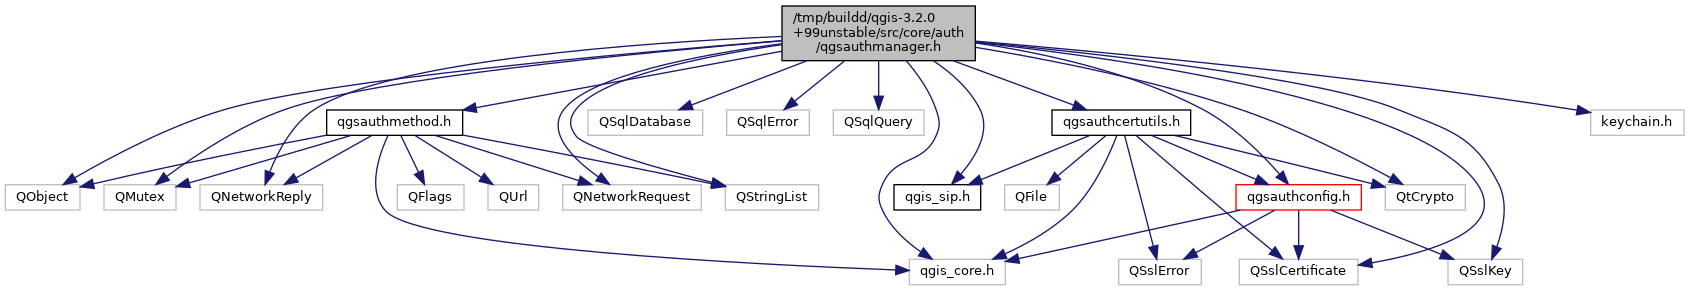 /tmp/buildd/qgis-3.2.0
+99unstable/src/core/auth
/qgsauthmanager.h
qgsauthmethod.h
QSqlDatabase
QSqlError
QSqlQuery
qgsauthcertutils.h
keychain.h
QObject
QMutex
QNetworkReply
QFlags
QUrl
QNetworkRequest
QStringList
qgis_sip.h
QFile
qgsauthconfig.h
QtCrypto
qgis_core.h
QSslError
QSslCertificate
QSslKey